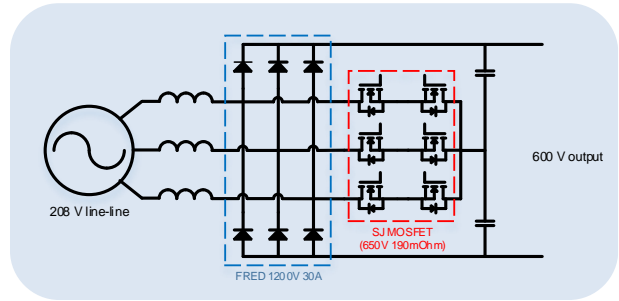 600 V output
208 V line-line
SJ MOSFET
(650V 190mOhm)
FRED 1200V 30A